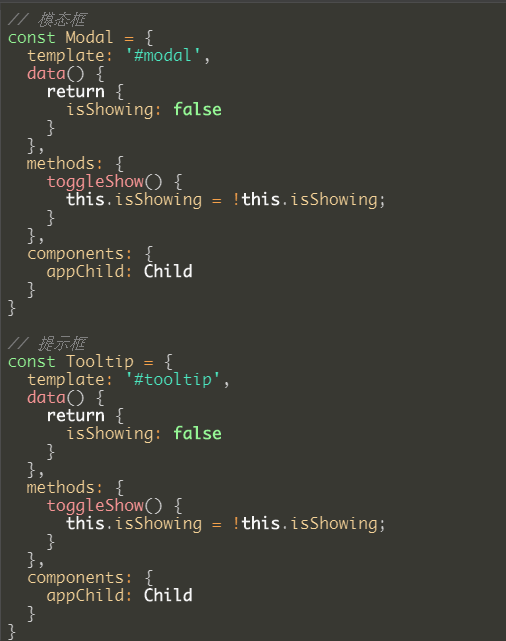 // 模态框
const Modal = {
  template: '#modal',
  data() {
    return {
      isShowing: false
    }
  },
  methods: {
    toggleShow() {
      this.isShowing = !this.isShowing;
    }
  },
  components: {
    appChild: Child
  }
}

// 提示框
const Tooltip = {
  template: '#tooltip',
  data() {
    return {
      isShowing: false
    }
  },
  methods: {
    toggleShow() {
      this.isShowing = !this.isShowing;
    }
  },
  components: {
    appChild: Child
  }
}